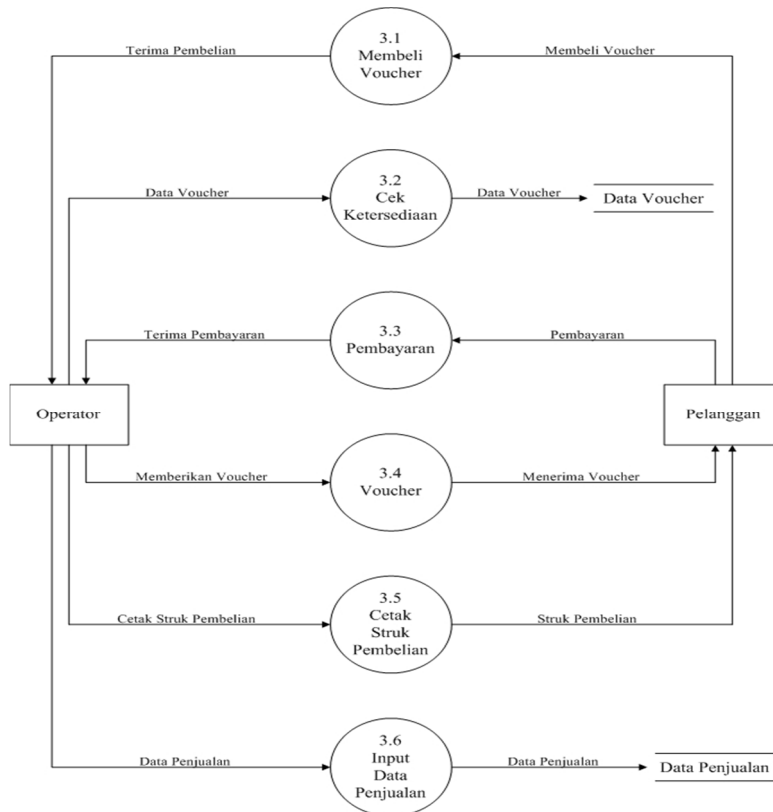 Terima Pembelian
3.1
Membeli
Voucher
Membeli Voucher
Data Voucher
3.2
Cek
Ketersediaan
Data Voucher
Data Voucher
Terima Pembayaran
3.3
Pembayaran
Pembayaran
Operator
Pelanggan
Memberikan Voucher
3.4
Voucher
Menerima Voucher
Cetak Struk Pembelian
3.5
Cetak
Struk
Pembelian
Struk Pembelian
Data Penjualan
3.6
Input
Data
Penjualan
Data Penjualan
Data Penjualan